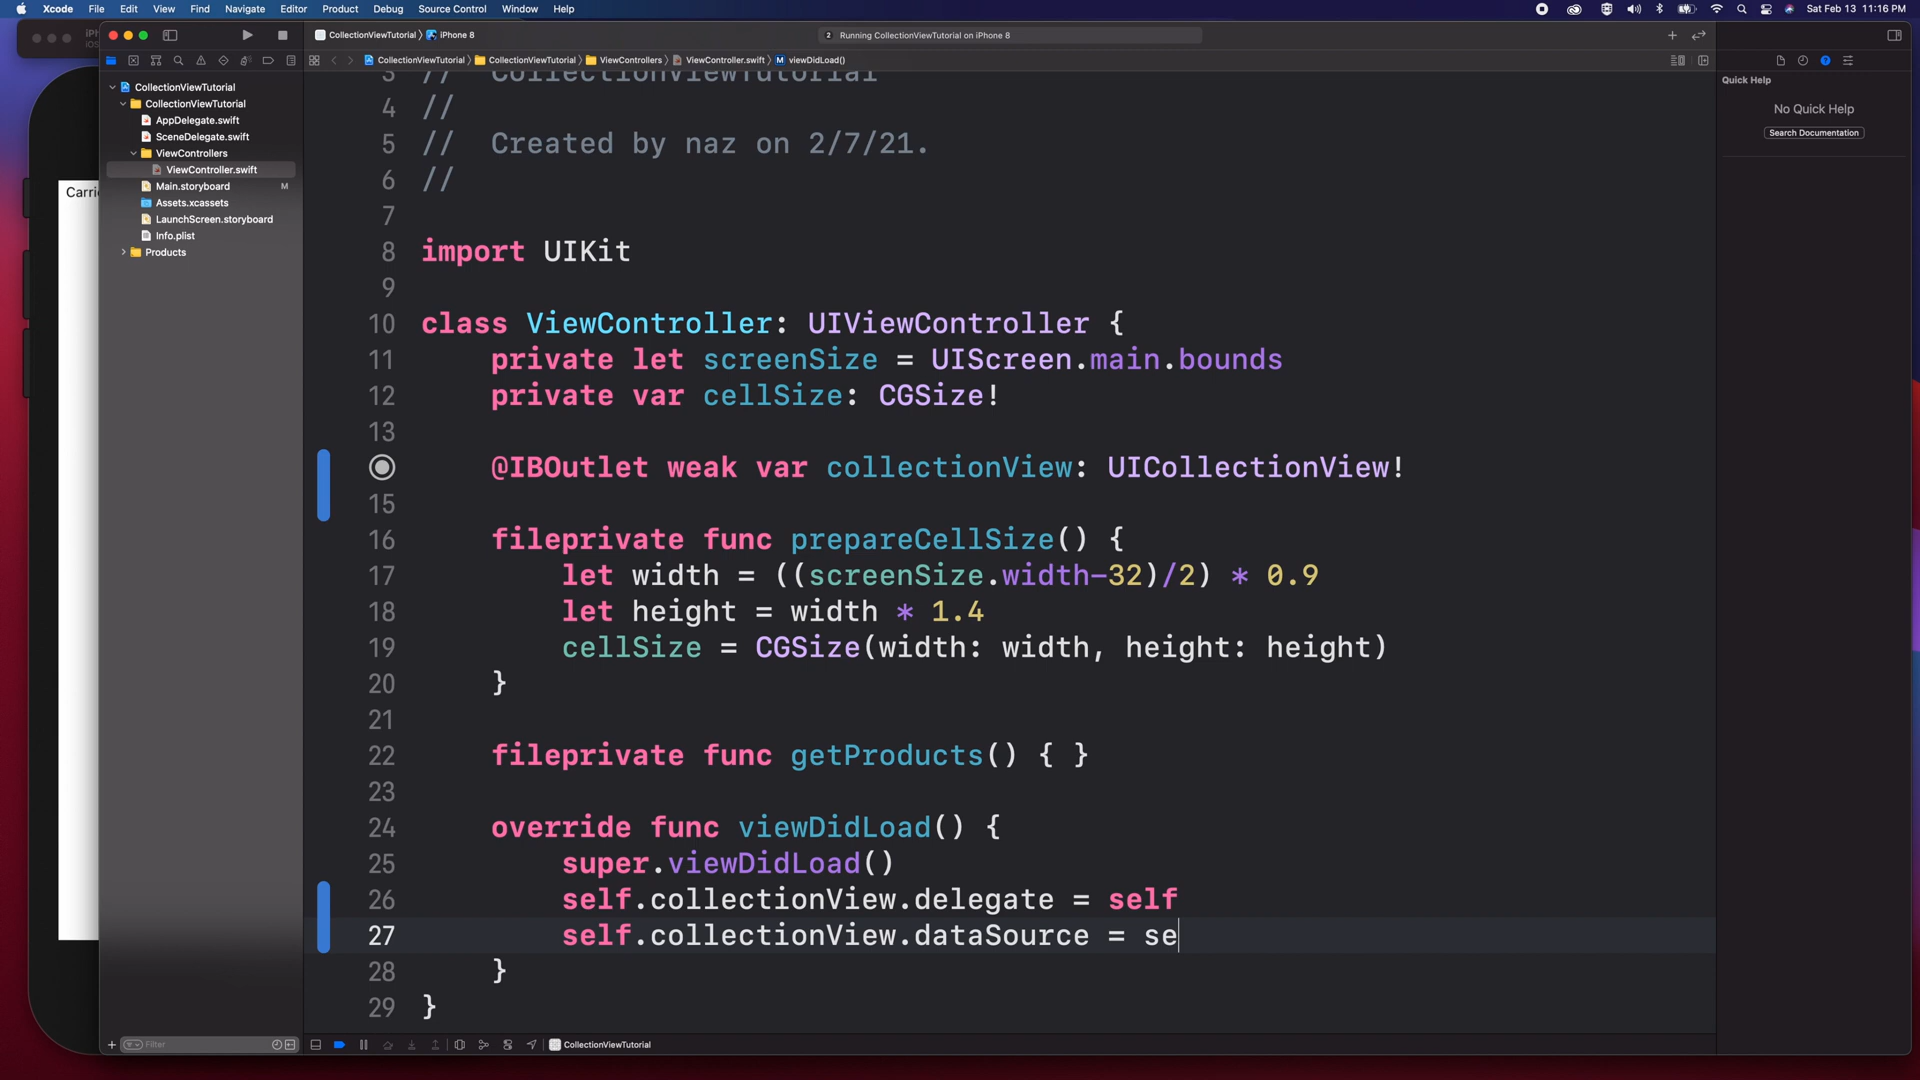 Xcode File Edit View Find Navigate Editor Product Debug Source Control Window Help
Sat Feb 13 11:16 PM
CollectionViewTutorial iPhone 8
2 Running CollectionViewTutorial on iPhone 8
CollectionViewTutorial CollectionViewTutorial ViewControllers ViewController.swift M viewDidLoad()
Quick Help
No Quick Help
Search Documentation
iPh
iOS
Carri
CollectionViewTutorial
CollectionViewTutorial
AppDelegate.swift
SceneDelegate.swift
ViewControllers
ViewController.swift
Main.storyboard M
Assets.xcassets
LaunchScreen.storyboard
Info.plist
Products
3 // CollectionViewTutorial
4 //
5 // Created by naz on 2/7/21.
6 //
7
8 import UIKit
9
10 class ViewController: UIViewController {
11 private let screenSize = UIScreen.main.bounds
12 private var cellSize: CGSize!
13
@IBOutlet weak var collectionView: UICollectionView!
15
16 fileprivate func prepareCellSize() {
17 let width = ((screenSize.width-32)/2) * 0.9
18 let height = width * 1.4
19 cellSize = CGSize(width: width, height: height)
20 }
21
22 fileprivate func getProducts() { }
23
24 override func viewDidLoad() {
25 super.viewDidLoad()
26 self.collectionView.delegate = self
27 self.collectionView.dataSource = se
28 }
29 }
Filter
CollectionViewTutorial